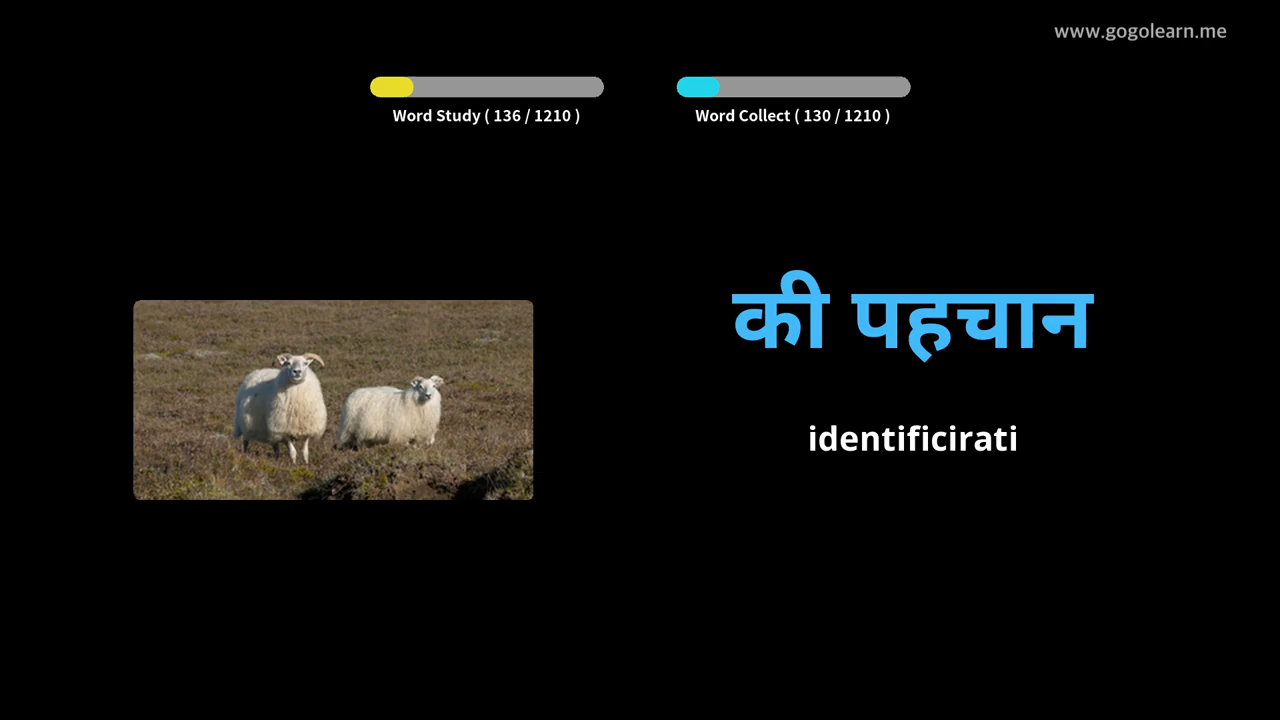 www.gogolearn.me
Word Study ( 136 / 1210 )
Word Collect ( 130 / 1210 )
की पहचान
identificirati